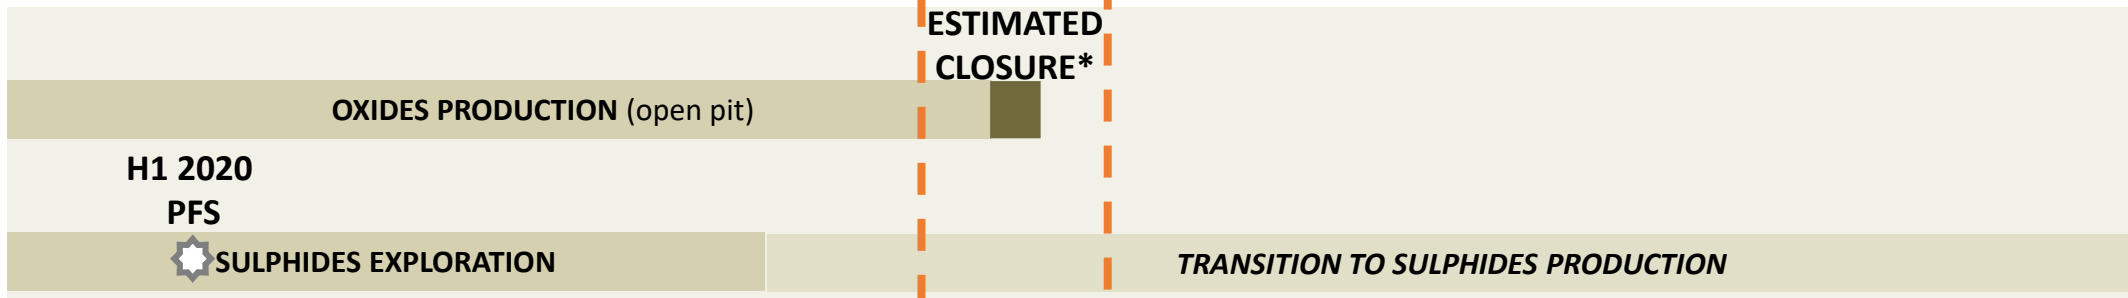 ESTIMATED
CLOSURE*
OXIDES PRODUCTION (open pit)
H1 2020
PFS
SULPHIDES EXPLORATION
TRANSITION TO SULPHIDES PRODUCTION